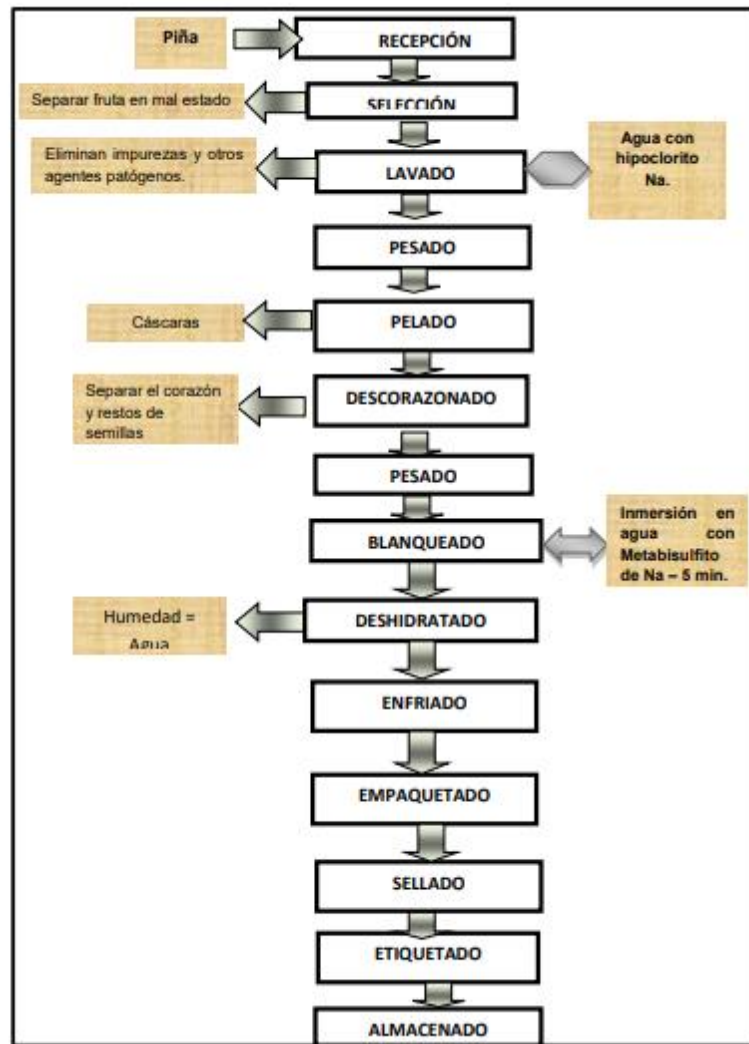 Piña
RECEPCIÓN
Separar fruta en mal estado
SELECCIÓN
Eliminan impurezas y otros
agentes patógenos.
LAVADO
Agua con
hipoclorito
Na.
PESADO
Cáscaras
PELADO
Separar el corazón
y restos de
semillas
DESCORAZONADO
PESADO
BLANQUEADO
Inmersión en
agua con
Metabisulfito
de Na – 5 min.
Humedad =
Agua
DESHIDRATADO
ENFRIADO
EMPAQUETADO
SELLADO
ETIQUETADO
ALMACENADO